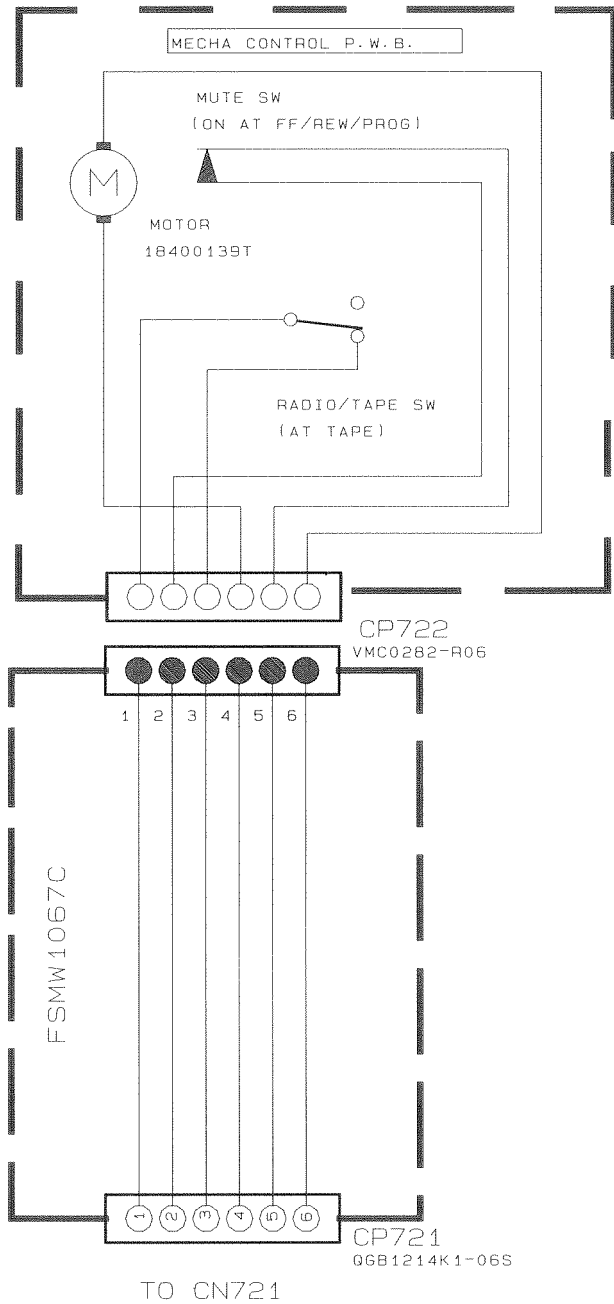 MECHA CONTROL P.W.B.
MUTE SW
(ON AT FF/REW/PROG)
M
MOTOR
18400139T
RADIO/TAPE SW
(AT TAPE)
CP722
VMC0282-R06
1 2 3 4 5 6
FSMW1067C
1 2 3 4 5 6
CP721
QGB1214K1-06S
TO CN721